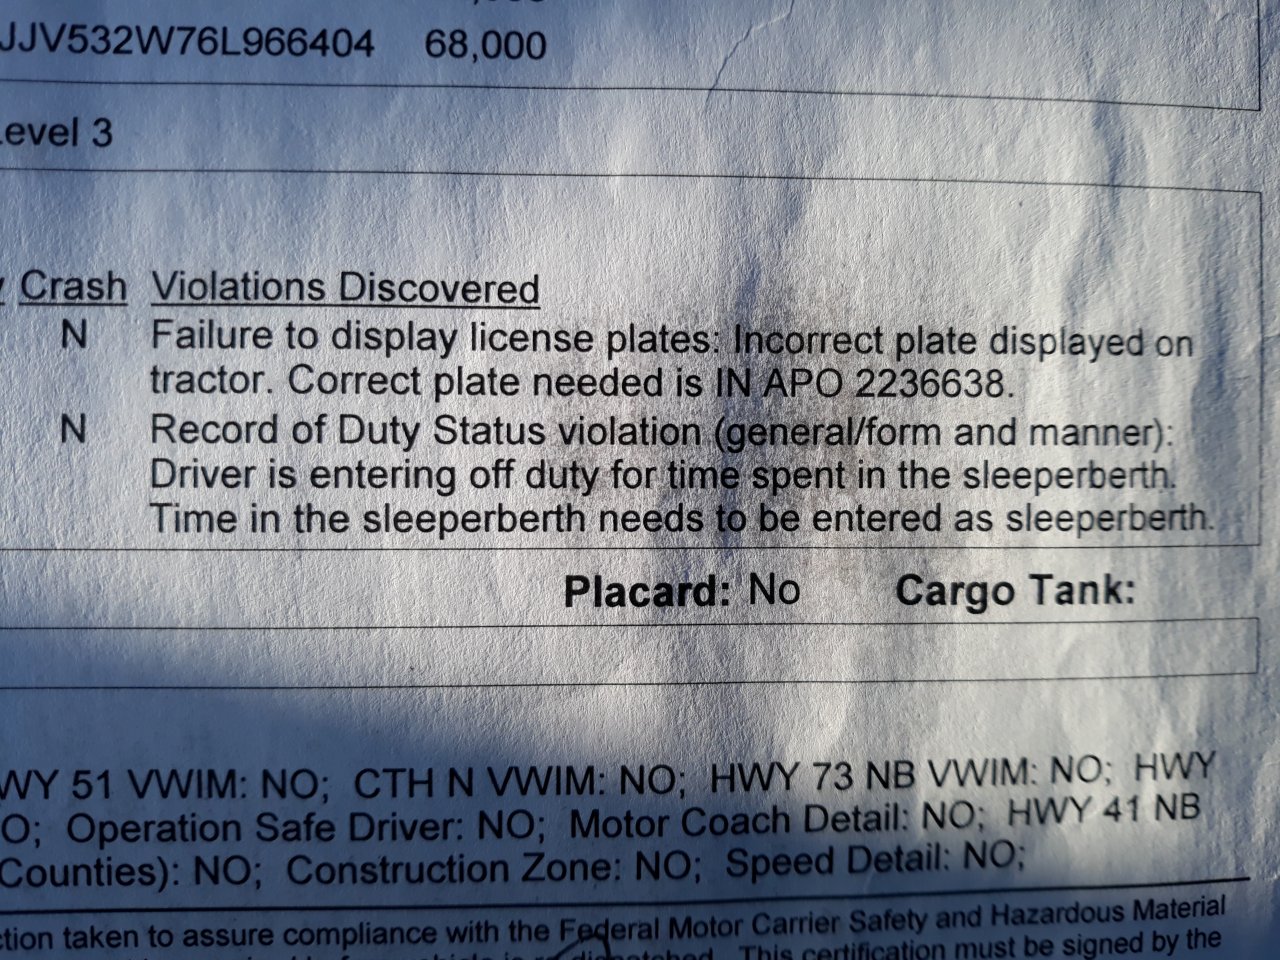 JJV532W76L966404 68,000
Level 3
Crash Violations Discovered
N Failure to display license plates: Incorrect plate displayed on
tractor. Correct plate needed is IN APO 2236638.
N Record of Duty Status violation (general/form and manner):
Driver is entering off duty for time spent in the sleeperberth.
Time in the sleeperberth needs to be entered as sleeperberth.
Placard: No Cargo Tank:
WY 51 VWIM: NO; CTH N VWIM: NO; HWY 73 NB VWIM: NO; HWY
O; Operation Safe Driver: NO; Motor Coach Detail: NO; HWY 41 NB
Counties): NO; Construction Zone: NO; Speed Detail: NO;
ction taken to assure compliance with the Federal Motor Carrier Safety and Hazardous Material
This certification must be signed by the